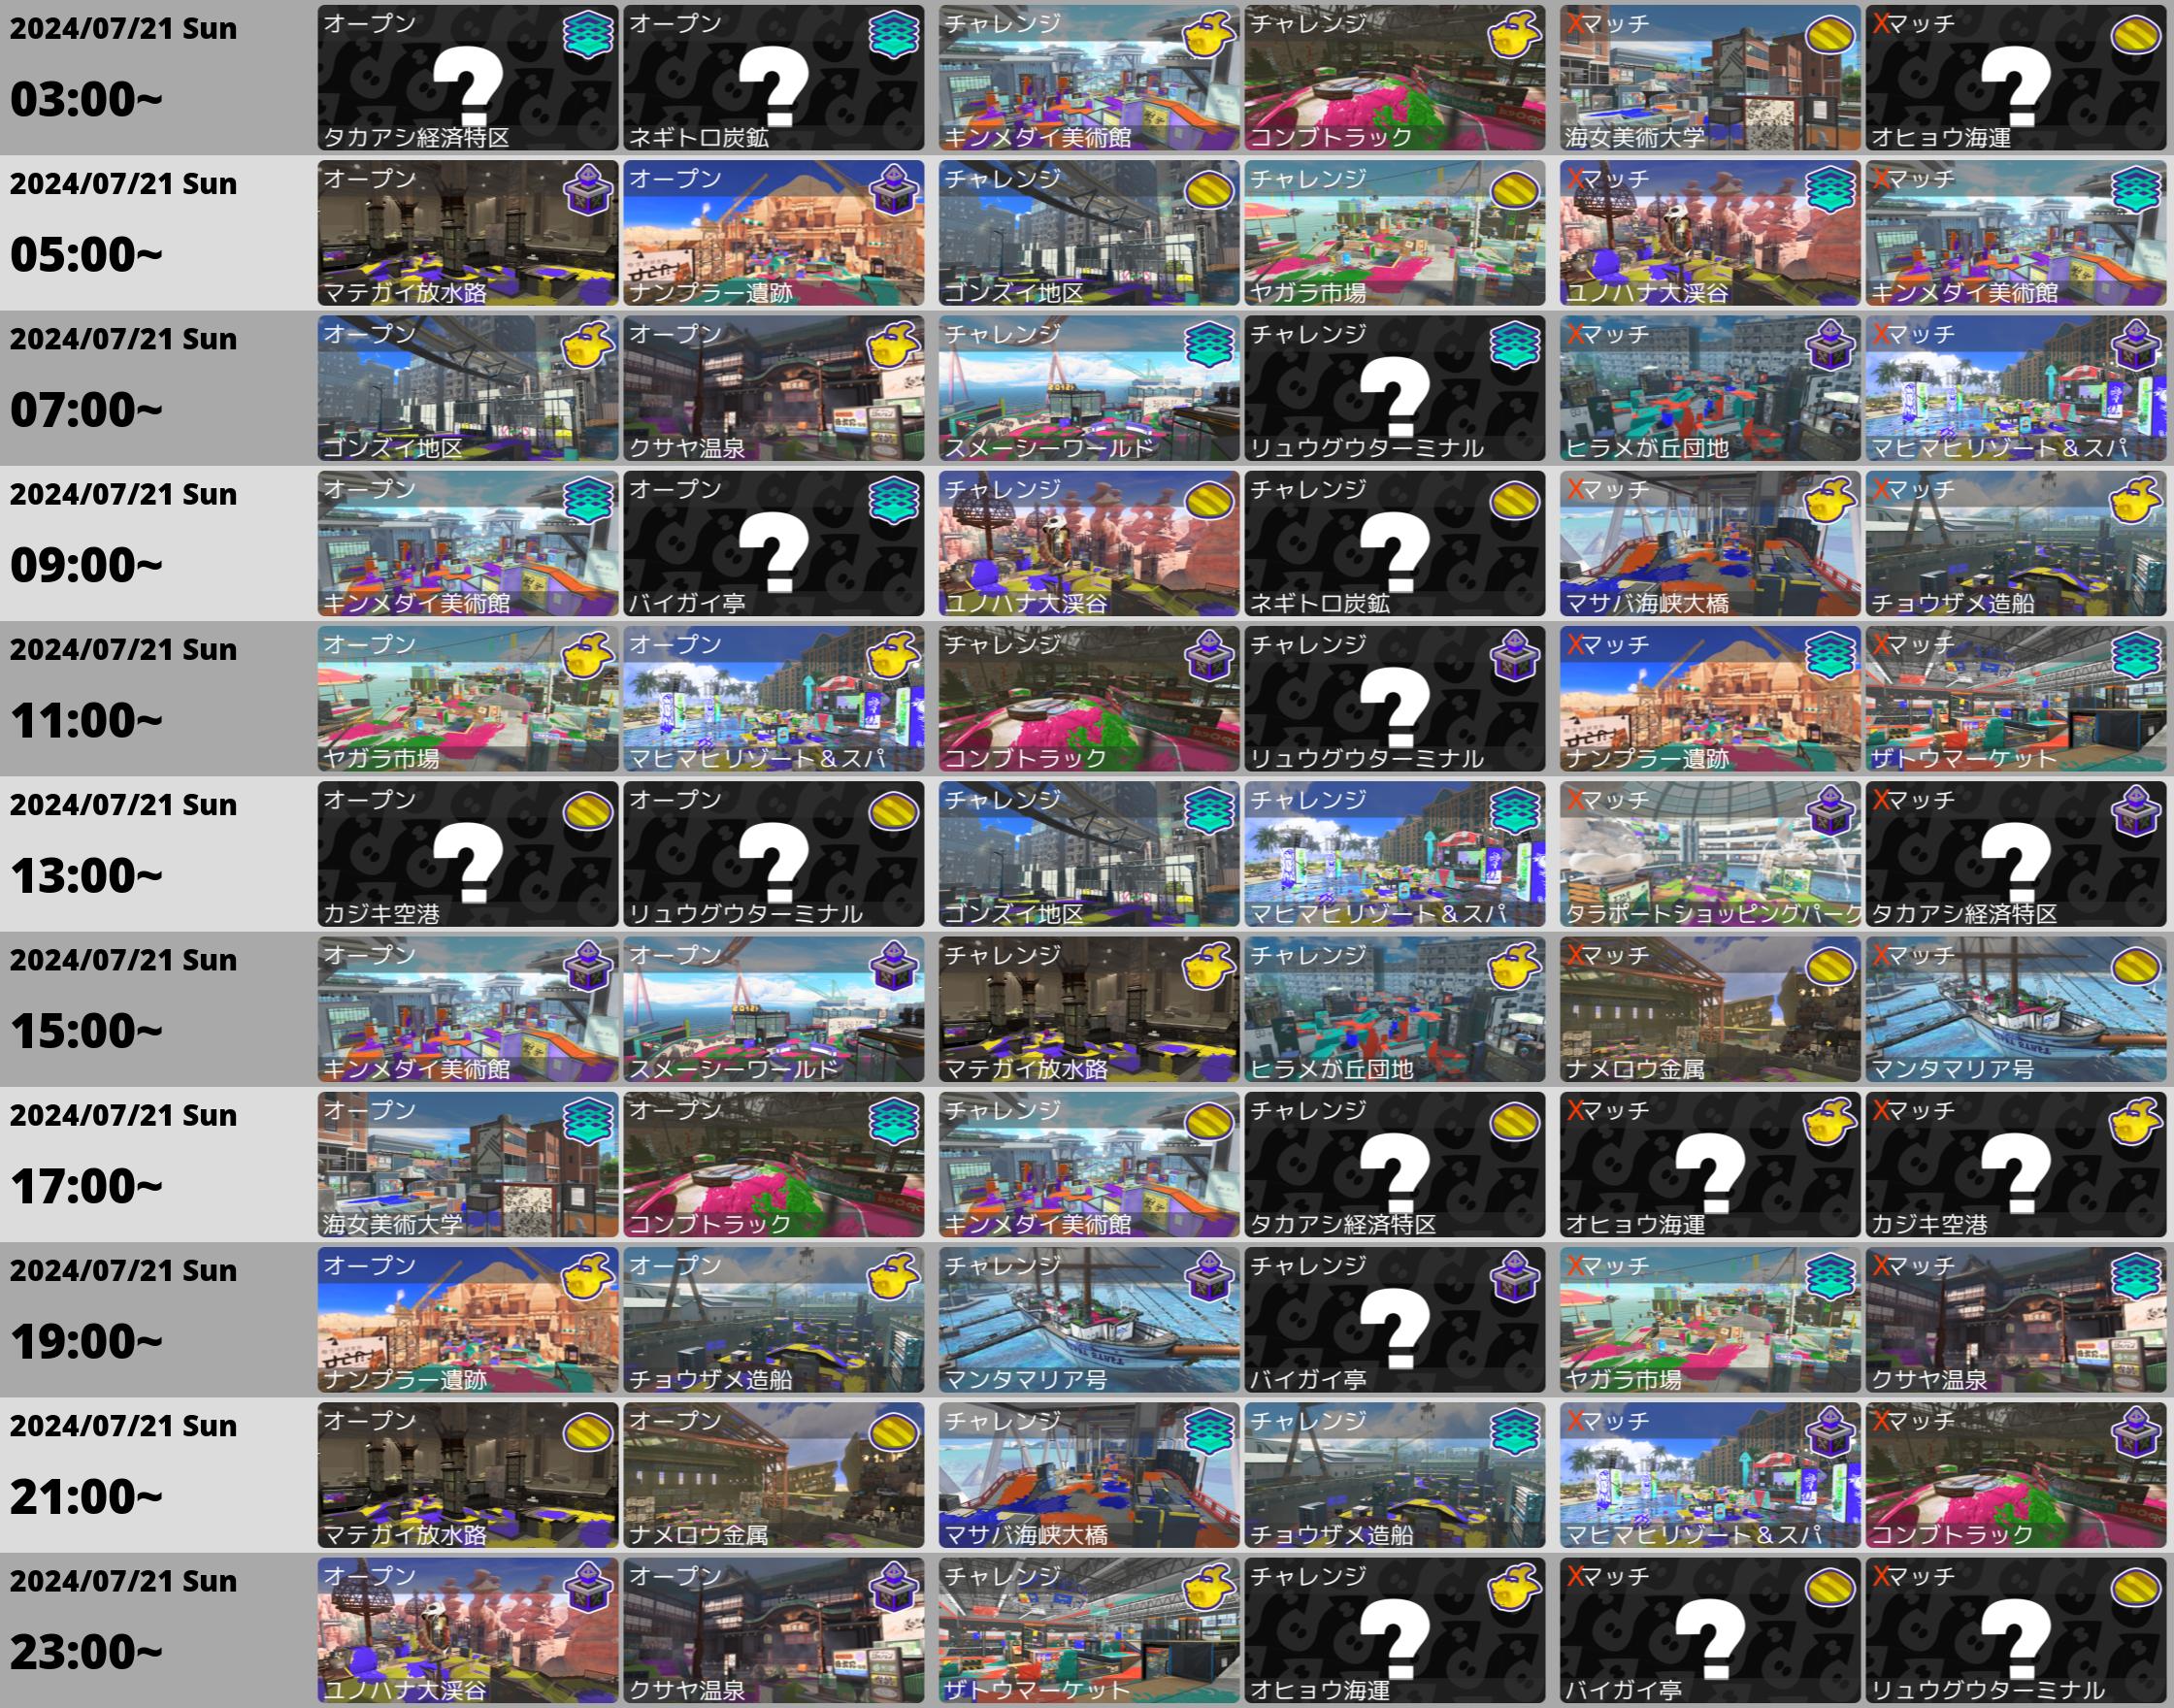 2024/07/21 Sun
03:00~
オープン
タカアシ経済特区
オープン
ネギトロ炭鉱
チャレンジ
キンメダイ美術館
チャレンジ
コンブトラック
Xマッチ
海女美術大学
Xマッチ
オヒョウ海運
2024/07/21 Sun
05:00~
オープン
マテガイ放水路
オープン
ナンプラー遺跡
チャレンジ
ゴンズイ地区
チャレンジ
ヤガラ市場
Xマッチ
ユノハナ大渓谷
Xマッチ
キンメダイ美術館
2024/07/21 Sun
07:00~
オープン
ゴンズイ地区
オープン
クサヤ温泉
チャレンジ
スメーシーワールド
チャレンジ
リュウグウターミナル
Xマッチ
ヒラメが丘団地
Xマッチ
マヒマヒリゾート＆スパ
2024/07/21 Sun
09:00~
オープン
キンメダイ美術館
オープン
バイガイ亭
チャレンジ
ユノハナ大渓谷
チャレンジ
ネギトロ炭鉱
Xマッチ
マサバ海峡大橋
Xマッチ
チョウザメ造船
2024/07/21 Sun
11:00~
オープン
ヤガラ市場
オープン
マヒマヒリゾート＆スパ
チャレンジ
コンブトラック
チャレンジ
リュウグウターミナル
Xマッチ
ナンプラー遺跡
Xマッチ
ザトウマーケット
2024/07/21 Sun
13:00~
オープン
カジキ空港
オープン
リュウグウターミナル
チャレンジ
ゴンズイ地区
チャレンジ
マヒマヒリゾート＆スパ
Xマッチ
タラポートショッピングパーク
Xマッチ
タカアシ経済特区
2024/07/21 Sun
15:00~
オープン
キンメダイ美術館
オープン
スメーシーワールド
チャレンジ
マテガイ放水路
チャレンジ
ヒラメが丘団地
Xマッチ
ナメロウ金属
Xマッチ
マンタマリア号
2024/07/21 Sun
17:00~
オープン
海女美術大学
オープン
コンブトラック
チャレンジ
キンメダイ美術館
チャレンジ
タカアシ経済特区
Xマッチ
オヒョウ海運
Xマッチ
カジキ空港
2024/07/21 Sun
19:00~
オープン
ナンプラー遺跡
オープン
チョウザメ造船
チャレンジ
マンタマリア号
チャレンジ
バイガイ亭
Xマッチ
ヤガラ市場
Xマッチ
クサヤ温泉
2024/07/21 Sun
21:00~
オープン
マテガイ放水路
オープン
ナメロウ金属
チャレンジ
マサバ海峡大橋
チャレンジ
チョウザメ造船
Xマッチ
マヒマヒリゾート＆スパ
Xマッチ
コンブトラック
2024/07/21 Sun
23:00~
オープン
ユノハナ大渓谷
オープン
クサヤ温泉
チャレンジ
ザトウマーケット
チャレンジ
オヒョウ海運
Xマッチ
バイガイ亭
Xマッチ
リュウグウターミナル